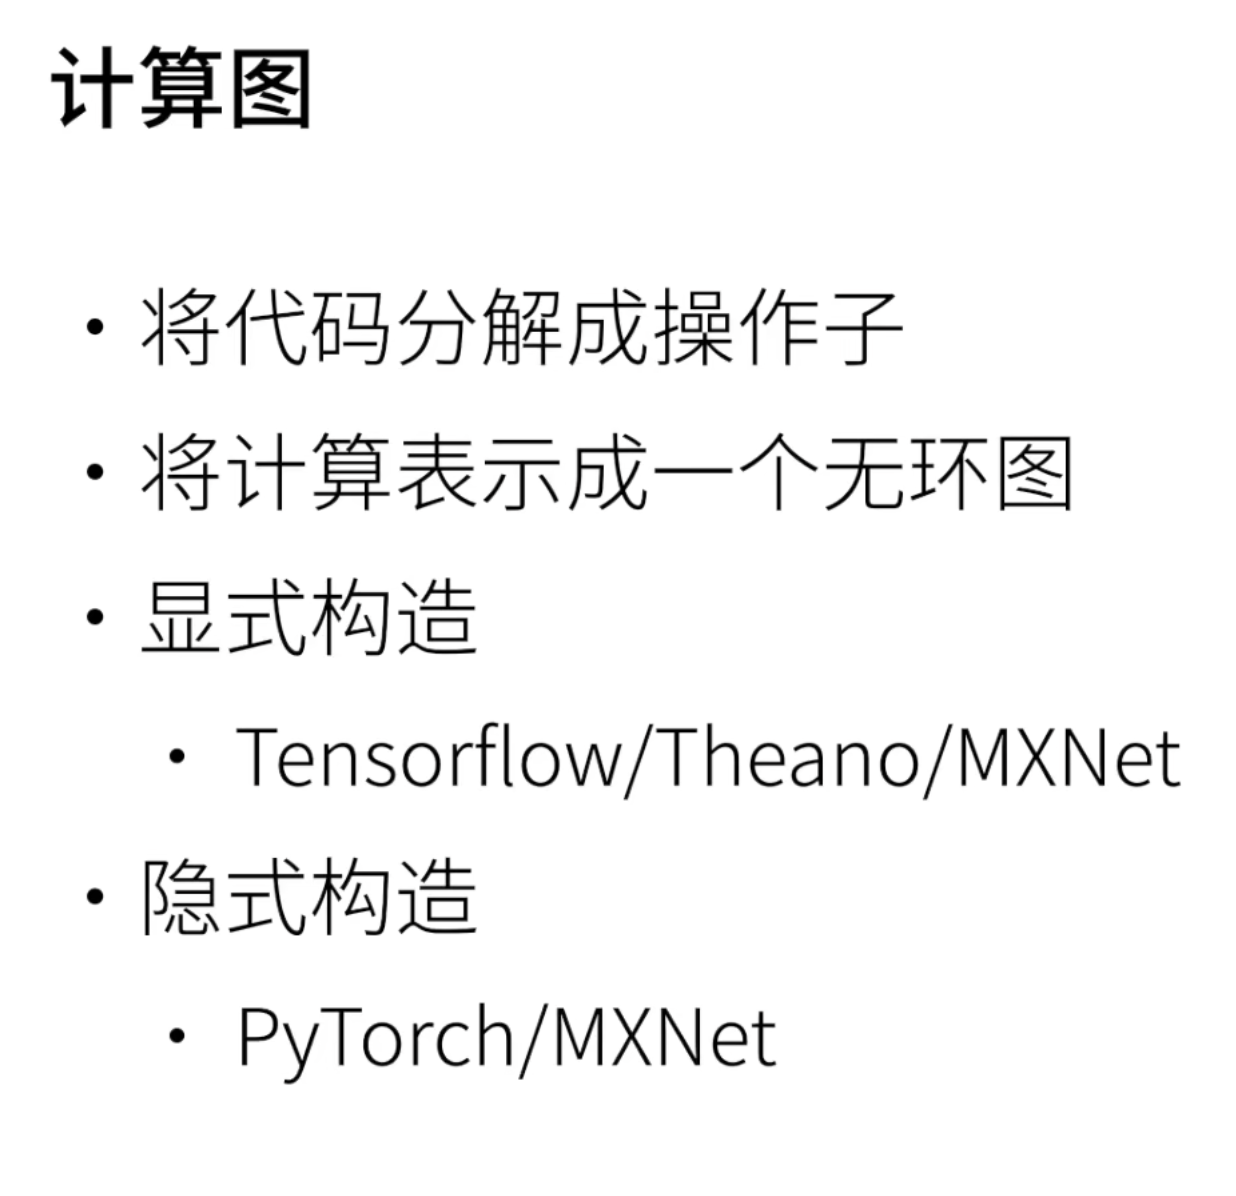 计算图
• 将代码分解成操作子
• 将计算表示成一个无环图
• 显式构造
• Tensorflow/Theano/MXNet
• 隐式构造
• PyTorch/MXNet